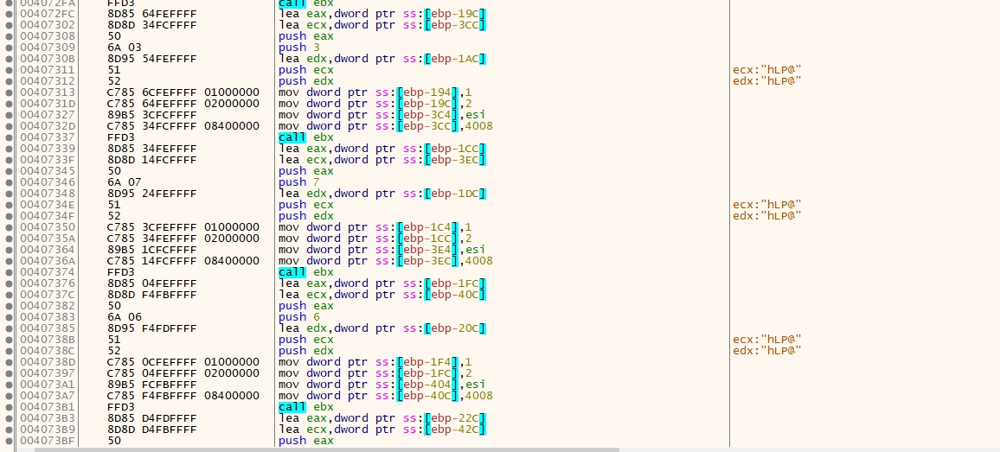 004072FA FFD3 call ebx
004072FC 8D85 64FEFFFF lea eax,dword ptr ss:[ebp-19C]
00407302 8D8D 34FCFFFF lea ecx,dword ptr ss:[ebp-3CC]
00407308 50 push eax
00407309 6A 03 push 3
0040730B 8D95 54FEFFFF lea edx,dword ptr ss:[ebp-1AC]
00407311 51 push ecx ecx:"hLP@"
00407312 52 push edx edx:"hLP@"
00407313 C785 6CFEFFFF 01000000 mov dword ptr ss:[ebp-194],1
0040731D C785 64FEFFFF 02000000 mov dword ptr ss:[ebp-19C],2
00407327 89B5 3CFCFFFF mov dword ptr ss:[ebp-3C4],esi
0040732D C785 34FCFFFF 08400000 mov dword ptr ss:[ebp-3CC],4008
00407337 FFD3 call ebx
00407339 8D85 34FEFFFF lea eax,dword ptr ss:[ebp-1CC]
0040733F 8D8D 14FCFFFF lea ecx,dword ptr ss:[ebp-3EC]
00407345 50 push eax
00407346 6A 07 push 7
00407348 8D95 24FEFFFF lea edx,dword ptr ss:[ebp-1DC]
0040734E 51 push ecx ecx:"hLP@"
0040734F 52 push edx edx:"hLP@"
00407350 C785 3CFEFFFF 01000000 mov dword ptr ss:[ebp-1C4],1
0040735A C785 34FEFFFF 02000000 mov dword ptr ss:[ebp-1CC],2
00407364 89B5 1CFCFFFF mov dword ptr ss:[ebp-3E4],esi
0040736A C785 14FCFFFF 08400000 mov dword ptr ss:[ebp-3EC],4008
00407374 FFD3 call ebx
00407376 8D85 04FEFFFF lea eax,dword ptr ss:[ebp-1FC]
0040737C 8D8D F4FBFFFF lea ecx,dword ptr ss:[ebp-40C]
00407382 50 push eax
00407383 6A 06 push 6
00407385 8D95 F4FDFFFF lea edx,dword ptr ss:[ebp-20C]
0040738B 51 push ecx ecx:"hLP@"
0040738C 52 push edx edx:"hLP@"
0040738D C785 0CFEFFFF 01000000 mov dword ptr ss:[ebp-1F4],1
00407397 C785 04FEFFFF 02000000 mov dword ptr ss:[ebp-1FC],2
004073A1 89B5 FCFBFFFF mov dword ptr ss:[ebp-404],esi
004073A7 C785 F4FBFFFF 08400000 mov dword ptr ss:[ebp-40C],4008
004073B1 FFD3 call ebx
004073B3 8D85 D4FDFFFF lea eax,dword ptr ss:[ebp-22C]
004073B9 8D8D D4FBFFFF lea ecx,dword ptr ss:[ebp-42C]
004073BF 50 push eax